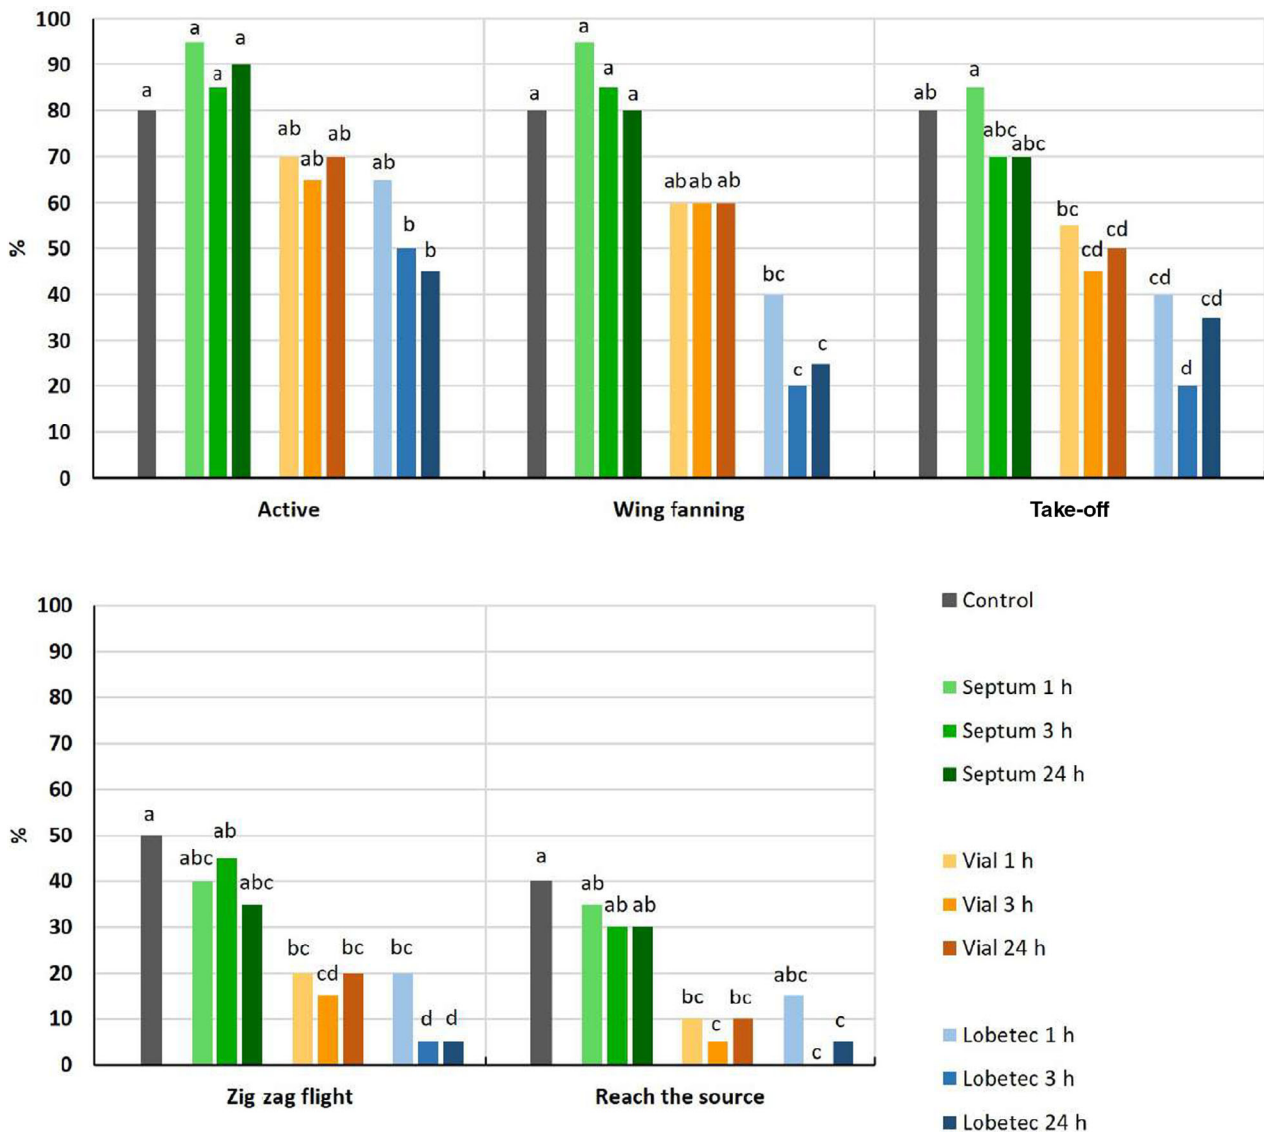 100
90
80
70
60
50
40
30
20
10
0
%
a
a
a
a
ab
ab
ab
ab
b
b
a
a
a
a
ab
ab
ab
bc
c
c
ab
a
abc
abc
bc
cd
cd
cd
d
cd
Active
Wing fanning
Take-off
100
90
80
70
60
50
40
30
20
10
0
%
a
abc
ab
abc
bc
cd
bc
bc
d
d
a
ab
ab
ab
bc
c
bc
abc
c
c
Zig zag flight
Reach the source
Control
Septum 1 h
Septum 3 h
Septum 24 h
Vial 1 h
Vial 3 h
Vial 24 h
Lobetec 1 h
Lobetec 3 h
Lobetec 24 h